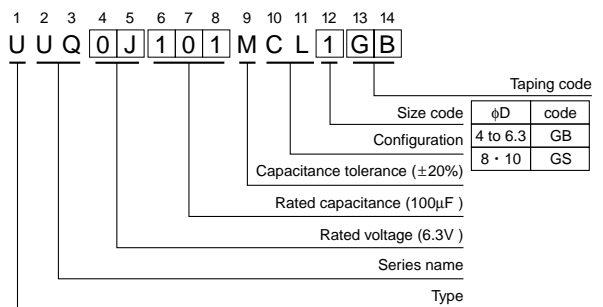 1 2 3 4 5 6 7 8 9 10 11 12 13 14
U U Q 0 J 1 0 1 M C L 1 G B
Taping code
Size code
ϕD code
Configuration
4 to 6.3 GB
8・10 GS
Capacitance tolerance (±20%)
Rated capacitance (100μF )
Rated voltage (6.3V )
Series name
Type